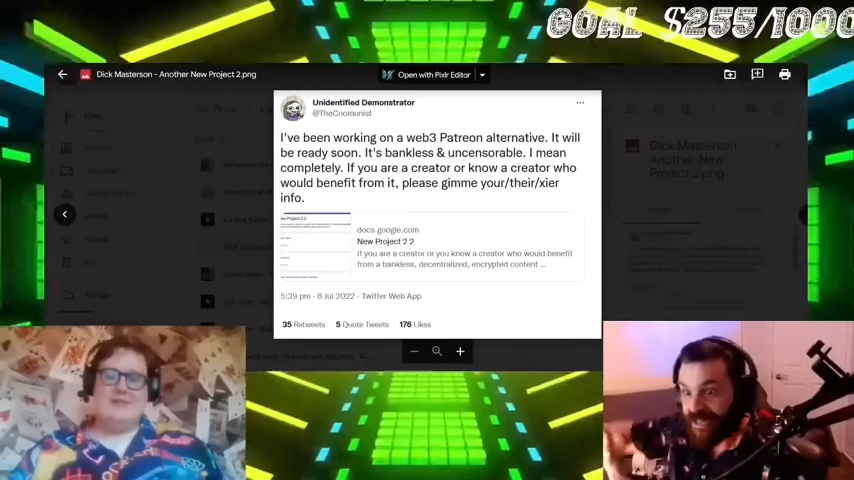 GOAL $255/1000
Dick Masterson - Another New Project 2.png
Open with Pixlr Editor
Unidentified Demonstrator
@TheCoomunist
I've been working on a web3 Patreon alternative. It will
be ready soon. It's bankless & uncensorable. I mean
completely. If you are a creator or know a creator who
would benefit from it, please gimme your/their/xier
info.
docs.google.com
New Project 2 2
If you are a creator or you know a creator who would benefit
from a bankless, decentralized, encrypted content ...
5:39 pm · 6 Jul 2022 · Twitter Web App
35 Retweets 5 Quote Tweets 176 Likes
Dick Masterson -
Another New
Project 2.png